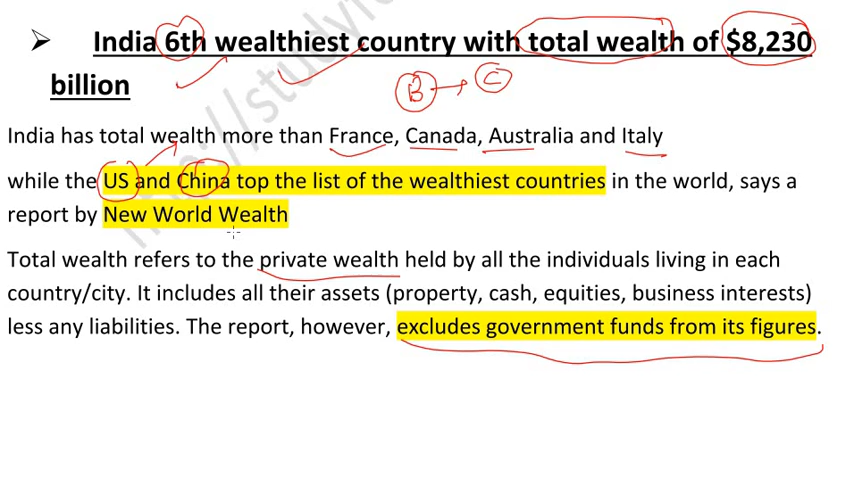 ➢ India 6th wealthiest country with total wealth of $8,230
billion
B → C
India has total wealth more than France, Canada, Australia and Italy
while the US and China top the list of the wealthiest countries in the world, says a
report by New World Wealth
Total wealth refers to the private wealth held by all the individuals living in each
country/city. It includes all their assets (property, cash, equities, business interests)
less any liabilities. The report, however, excludes government funds from its figures.